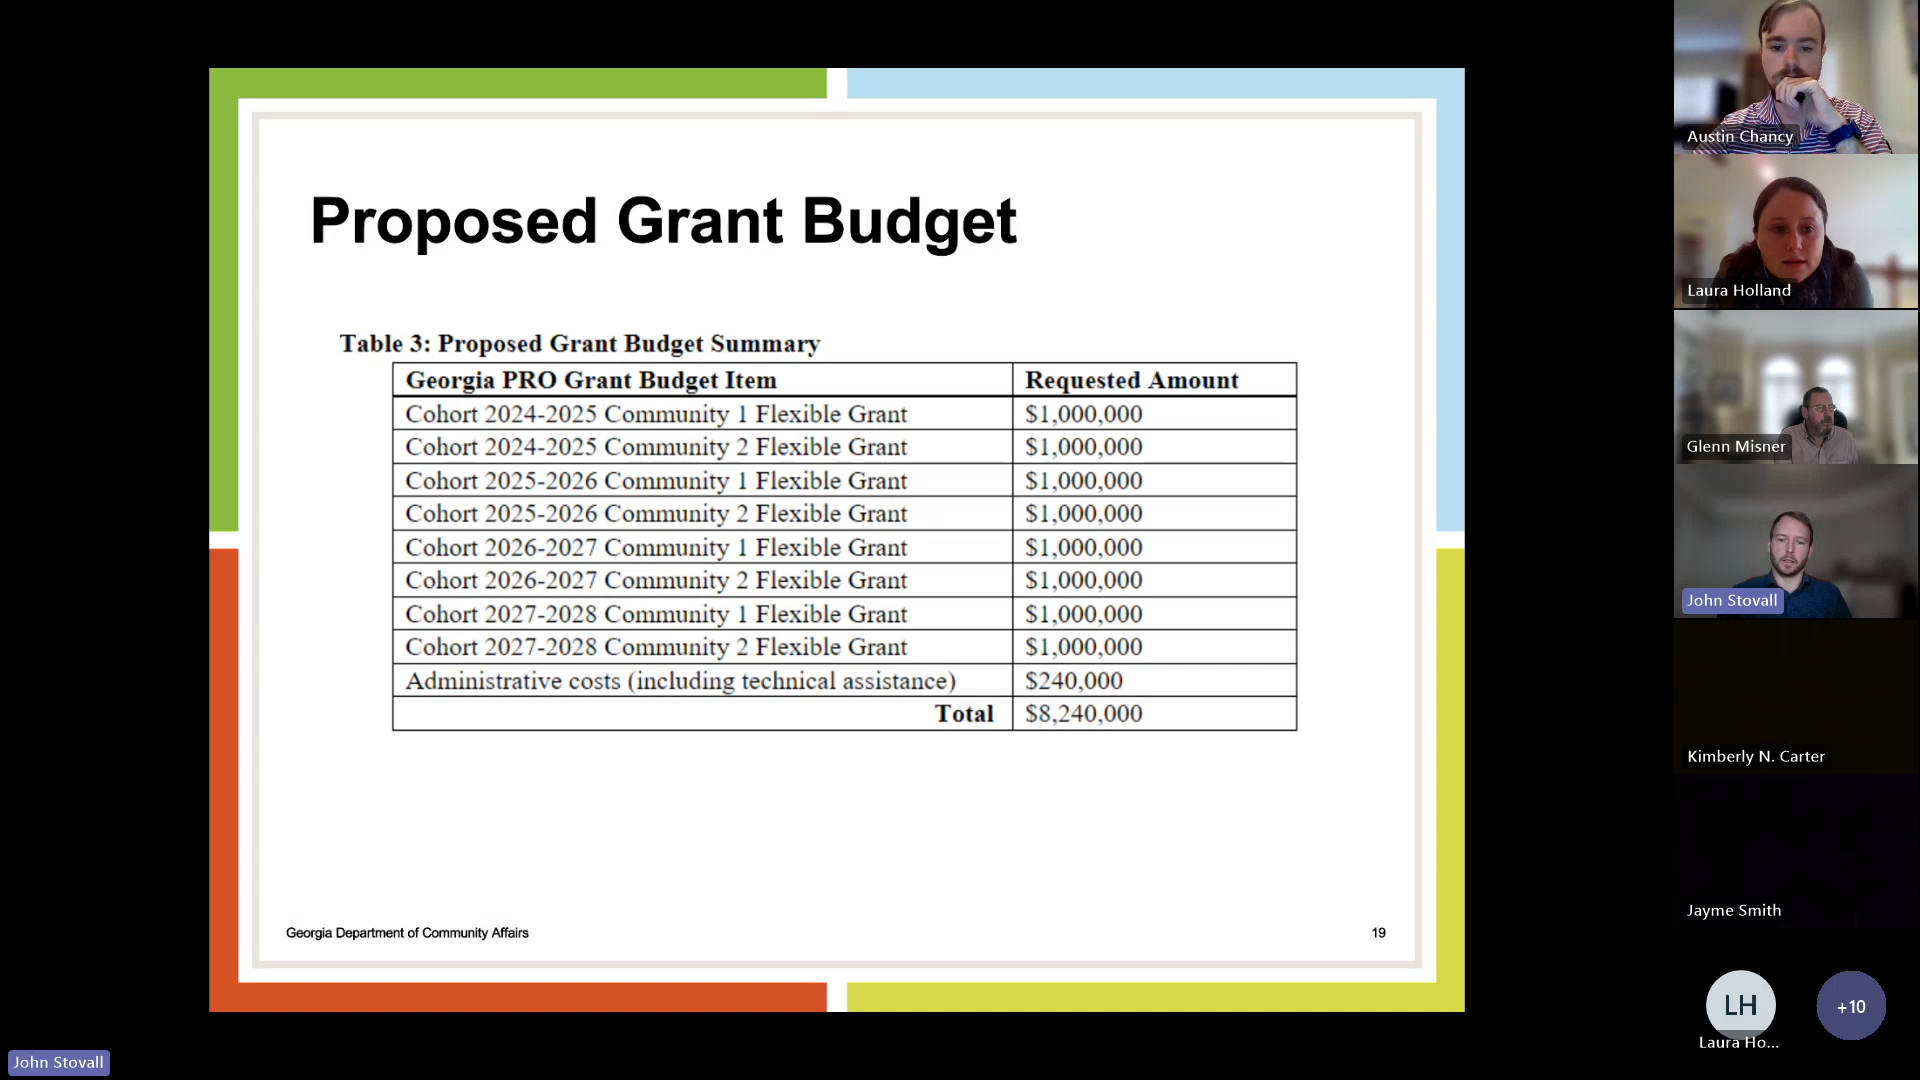 Proposed Grant Budget
Table 3: Proposed Grant Budget Summary
Georgia PRO Grant Budget Item Requested Amount
Cohort 2024-2025 Community 1 Flexible Grant $1,000,000
Cohort 2024-2025 Community 2 Flexible Grant $1,000,000
Cohort 2025-2026 Community 1 Flexible Grant $1,000,000
Cohort 2025-2026 Community 2 Flexible Grant $1,000,000
Cohort 2026-2027 Community 1 Flexible Grant $1,000,000
Cohort 2026-2027 Community 2 Flexible Grant $1,000,000
Cohort 2027-2028 Community 1 Flexible Grant $1,000,000
Cohort 2027-2028 Community 2 Flexible Grant $1,000,000
Administrative costs (including technical assistance) $240,000
Total $8,240,000
Georgia Department of Community Affairs
19
Austin Chancy
Laura Holland
Glenn Misner
John Stovall
Kimberly N. Carter
Jayme Smith
LH
Laura Ho...
+10
John Stovall